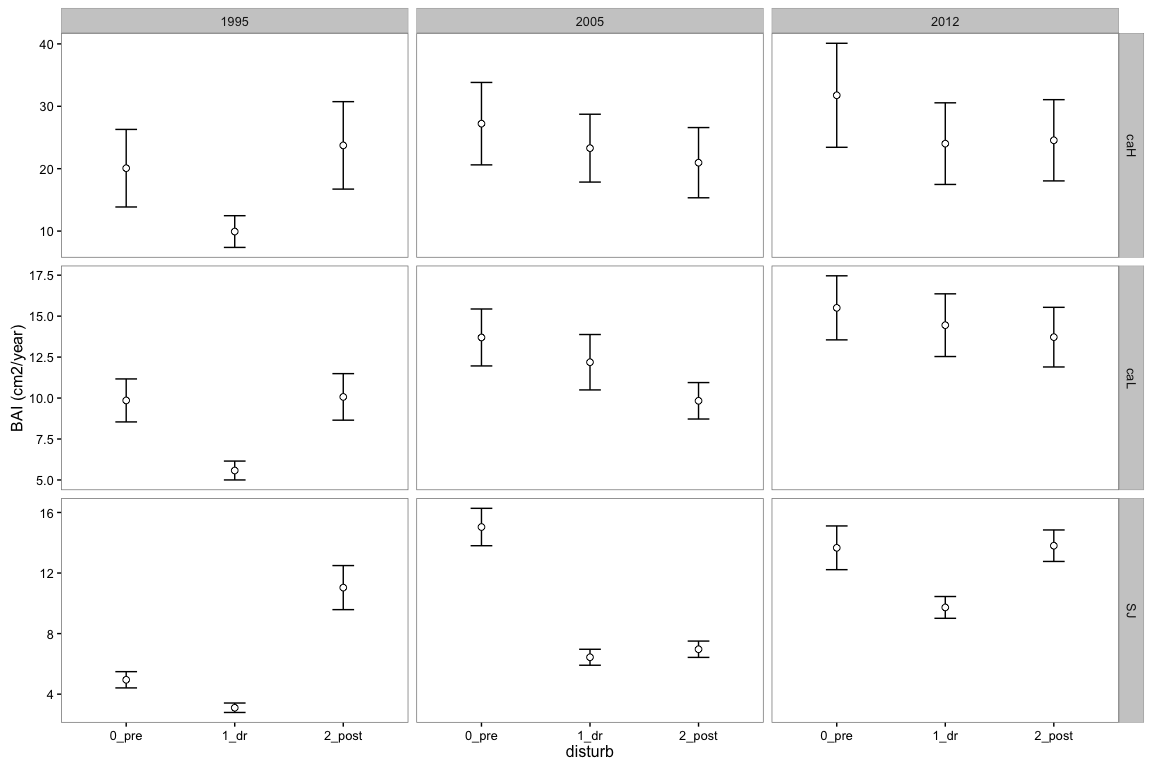 1995 2005 2012
40
30
20
10
caH
17.5
15.0
12.5
10.0
7.5
5.0
caL
BAI (cm2/year)
16
12
8
4
SJ
0_pre 1_dr 2_post 0_pre 1_dr 2_post 0_pre 1_dr 2_post
disturb